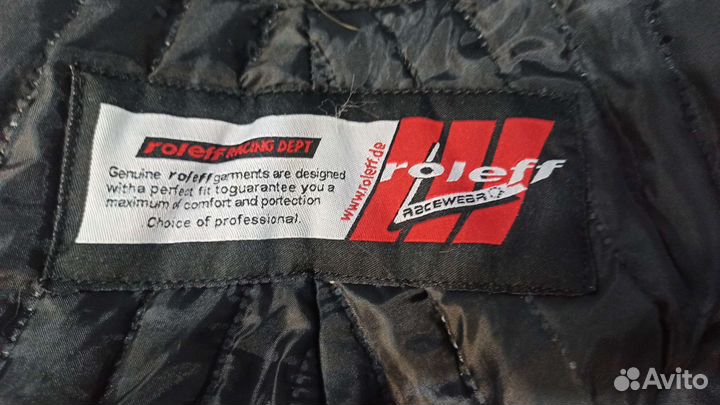 roleff RACING DEPT
Genuine roleff garments are designed
witha perfect fit toguarantee you a
maximum of comfort and portection
Choice of professional.
www.roleff.de
roleff
RACEWEAR
Avito